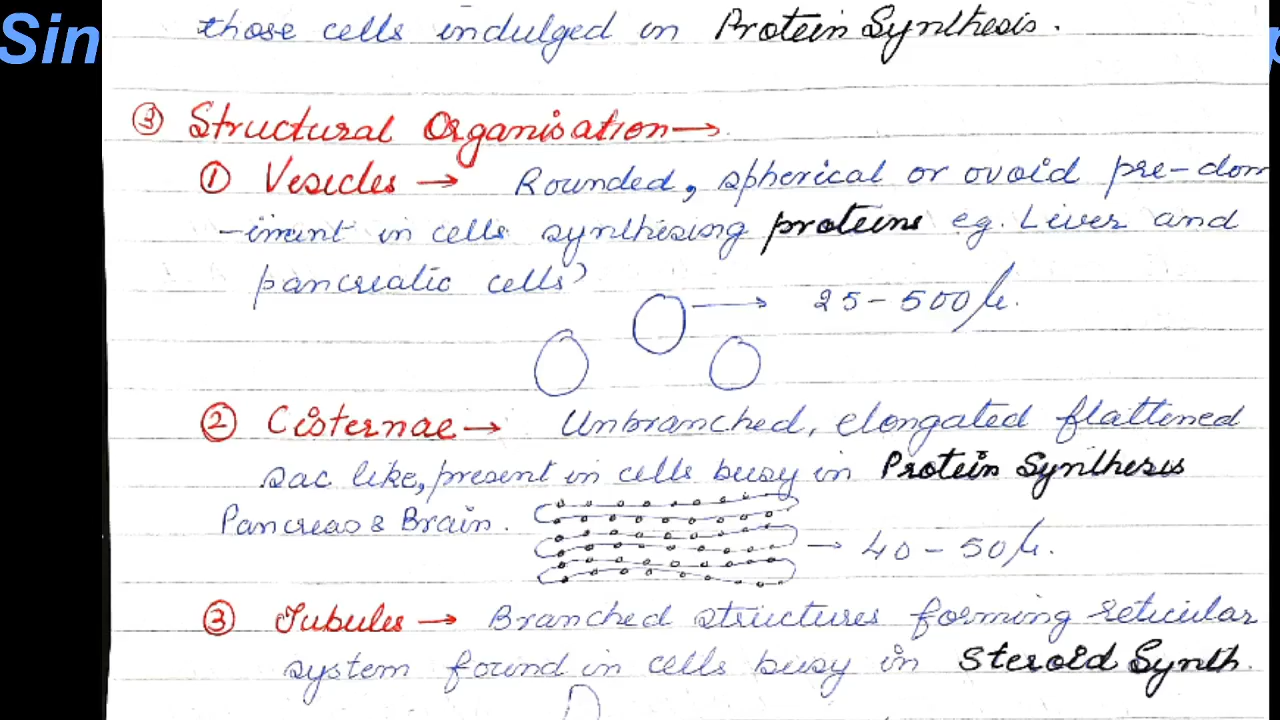 Sin
those cells indulged in Protein Synthesis.
③ Structural Organisation →
① Vesicles → Rounded, spherical or ovoid pre-dom
-inant in cells synthesizing proteins eg. Liver and
pancreatic cells)
→ 25-500μ.
② Cisternae → Unbranched, elongated flattened
sac like, present in cells busy in Protein Synthesis
Pancreas & Brain.
→ 40-50μ.
③ Tubules → Branched structures forming reticular
system found in cells busy in Steroid Synth.